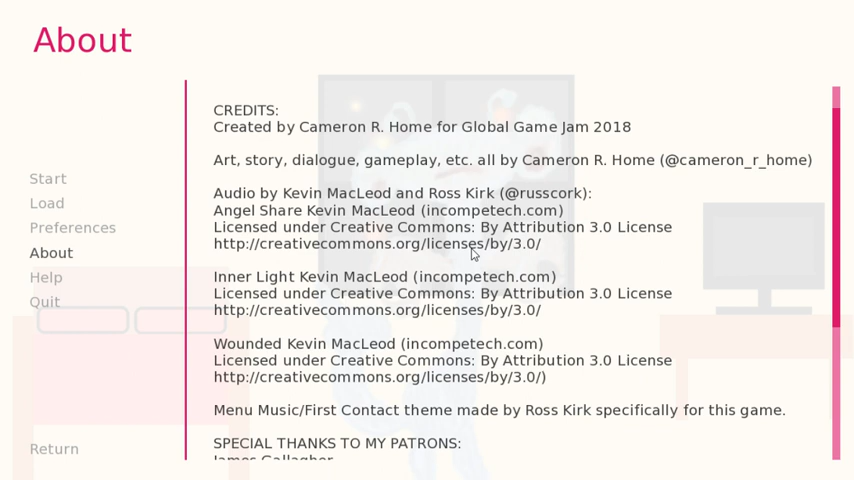 About
Start
Load
Preferences
About
Help
Quit
Return
CREDITS:
Created by Cameron R. Home for Global Game Jam 2018
Art, story, dialogue, gameplay, etc. all by Cameron R. Home (@cameron_r_home)
Audio by Kevin MacLeod and Ross Kirk (@russcork):
Angel Share Kevin MacLeod (incompetech.com)
Licensed under Creative Commons: By Attribution 3.0 License
http://creativecommons.org/licenses/by/3.0/
Inner Light Kevin MacLeod (incompetech.com)
Licensed under Creative Commons: By Attribution 3.0 License
http://creativecommons.org/licenses/by/3.0/
Wounded Kevin MacLeod (incompetech.com)
Licensed under Creative Commons: By Attribution 3.0 License
http://creativecommons.org/licenses/by/3.0/)
Menu Music/First Contact theme made by Ross Kirk specifically for this game.
SPECIAL THANKS TO MY PATRONS:
James Gallagher